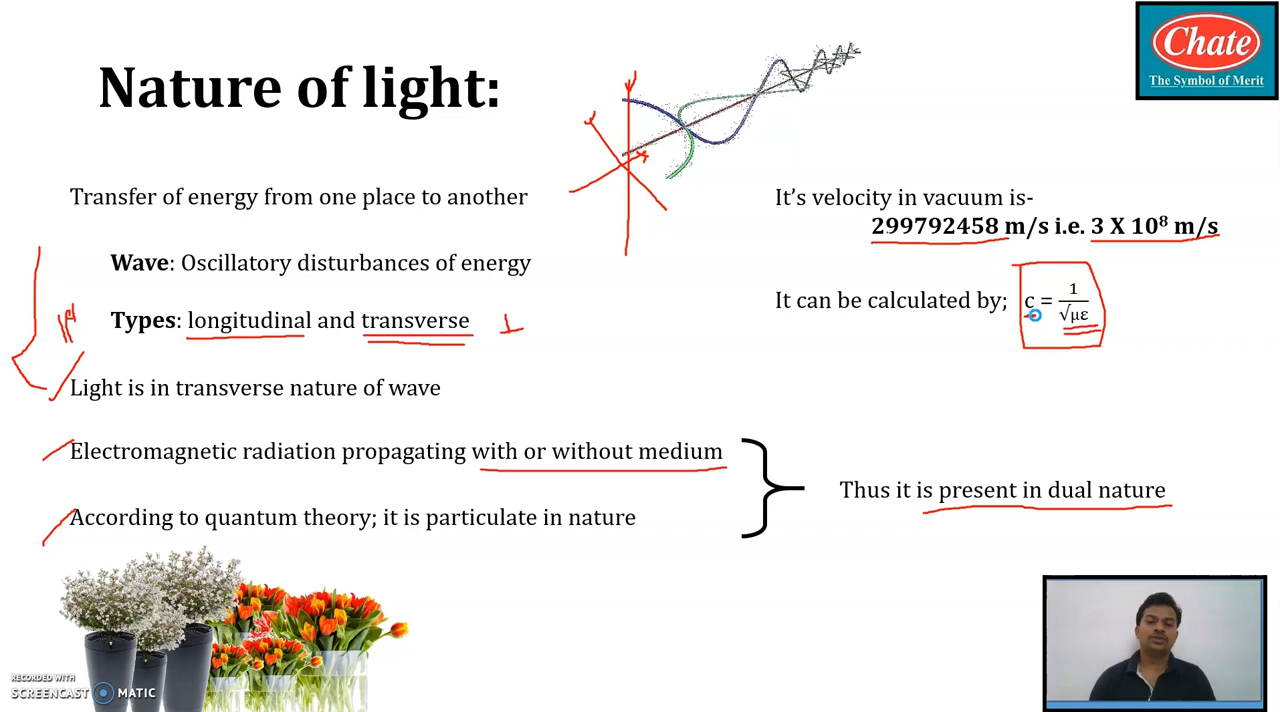 Chate
The Symbol of Merit
Nature of light:
Transfer of energy from one place to another
Wave: Oscillatory disturbances of energy
Types: longitudinal and transverse ⊥
Light is in transverse nature of wave
Electromagnetic radiation propagating with or without medium
According to quantum theory; it is particulate in nature
It’s velocity in vacuum is-
299792458 m/s i.e. 3 X 10⁸ m/s
It can be calculated by; c = 1/√με
Thus it is present in dual nature
RECORDED WITH
SCREENCAST MATIC